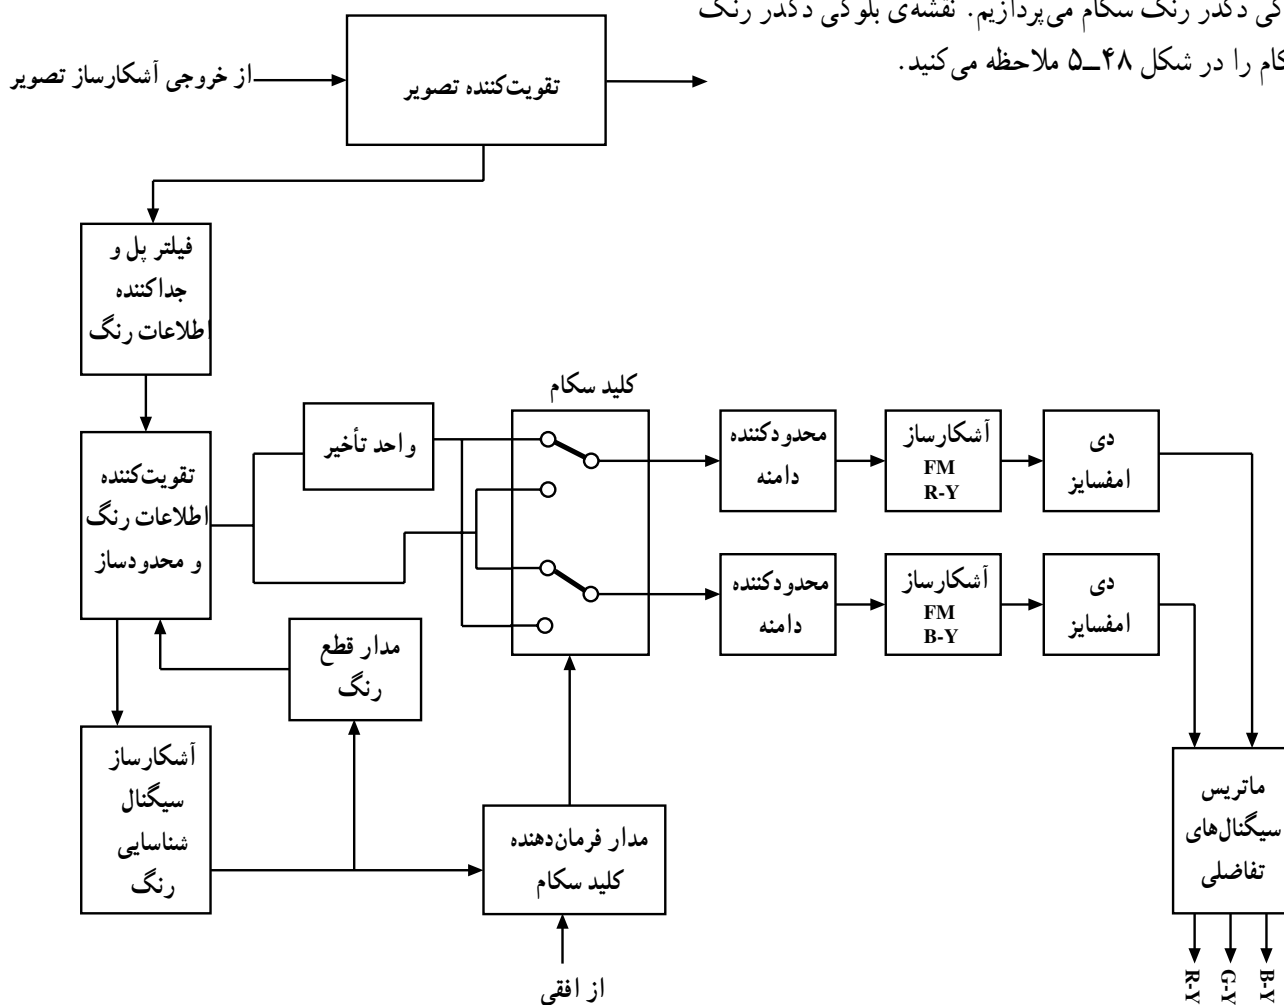 کی دکدر رنگ سکام می‌پردازیم. نقشه‌ی بلوکی دکدر رنگ
کام را در شکل ۴۸ــ۵ ملاحظه می‌کنید.
از خروجی آشکارساز تصویر
تقویت‌کننده تصویر
فیلتر پل و
جداکننده
اطلاعات رنگ
کلید سکام
واحد تأخیر
محدودکننده
دامنه
آشکارساز
FM
R-Y
دی
امفسایز
تقویت‌کننده
اطلاعات رنگ
و محدودساز
محدودکننده
دامنه
آشکارساز
FM
B-Y
دی
امفسایز
مدار قطع
رنگ
آشکارساز
سیگنال
شناسایی
رنگ
مدار فرمان‌دهنده
کلید سکام
ماتریس
سیگنال‌های
تفاضلی
از افقی
R-Y
G-Y
B-Y